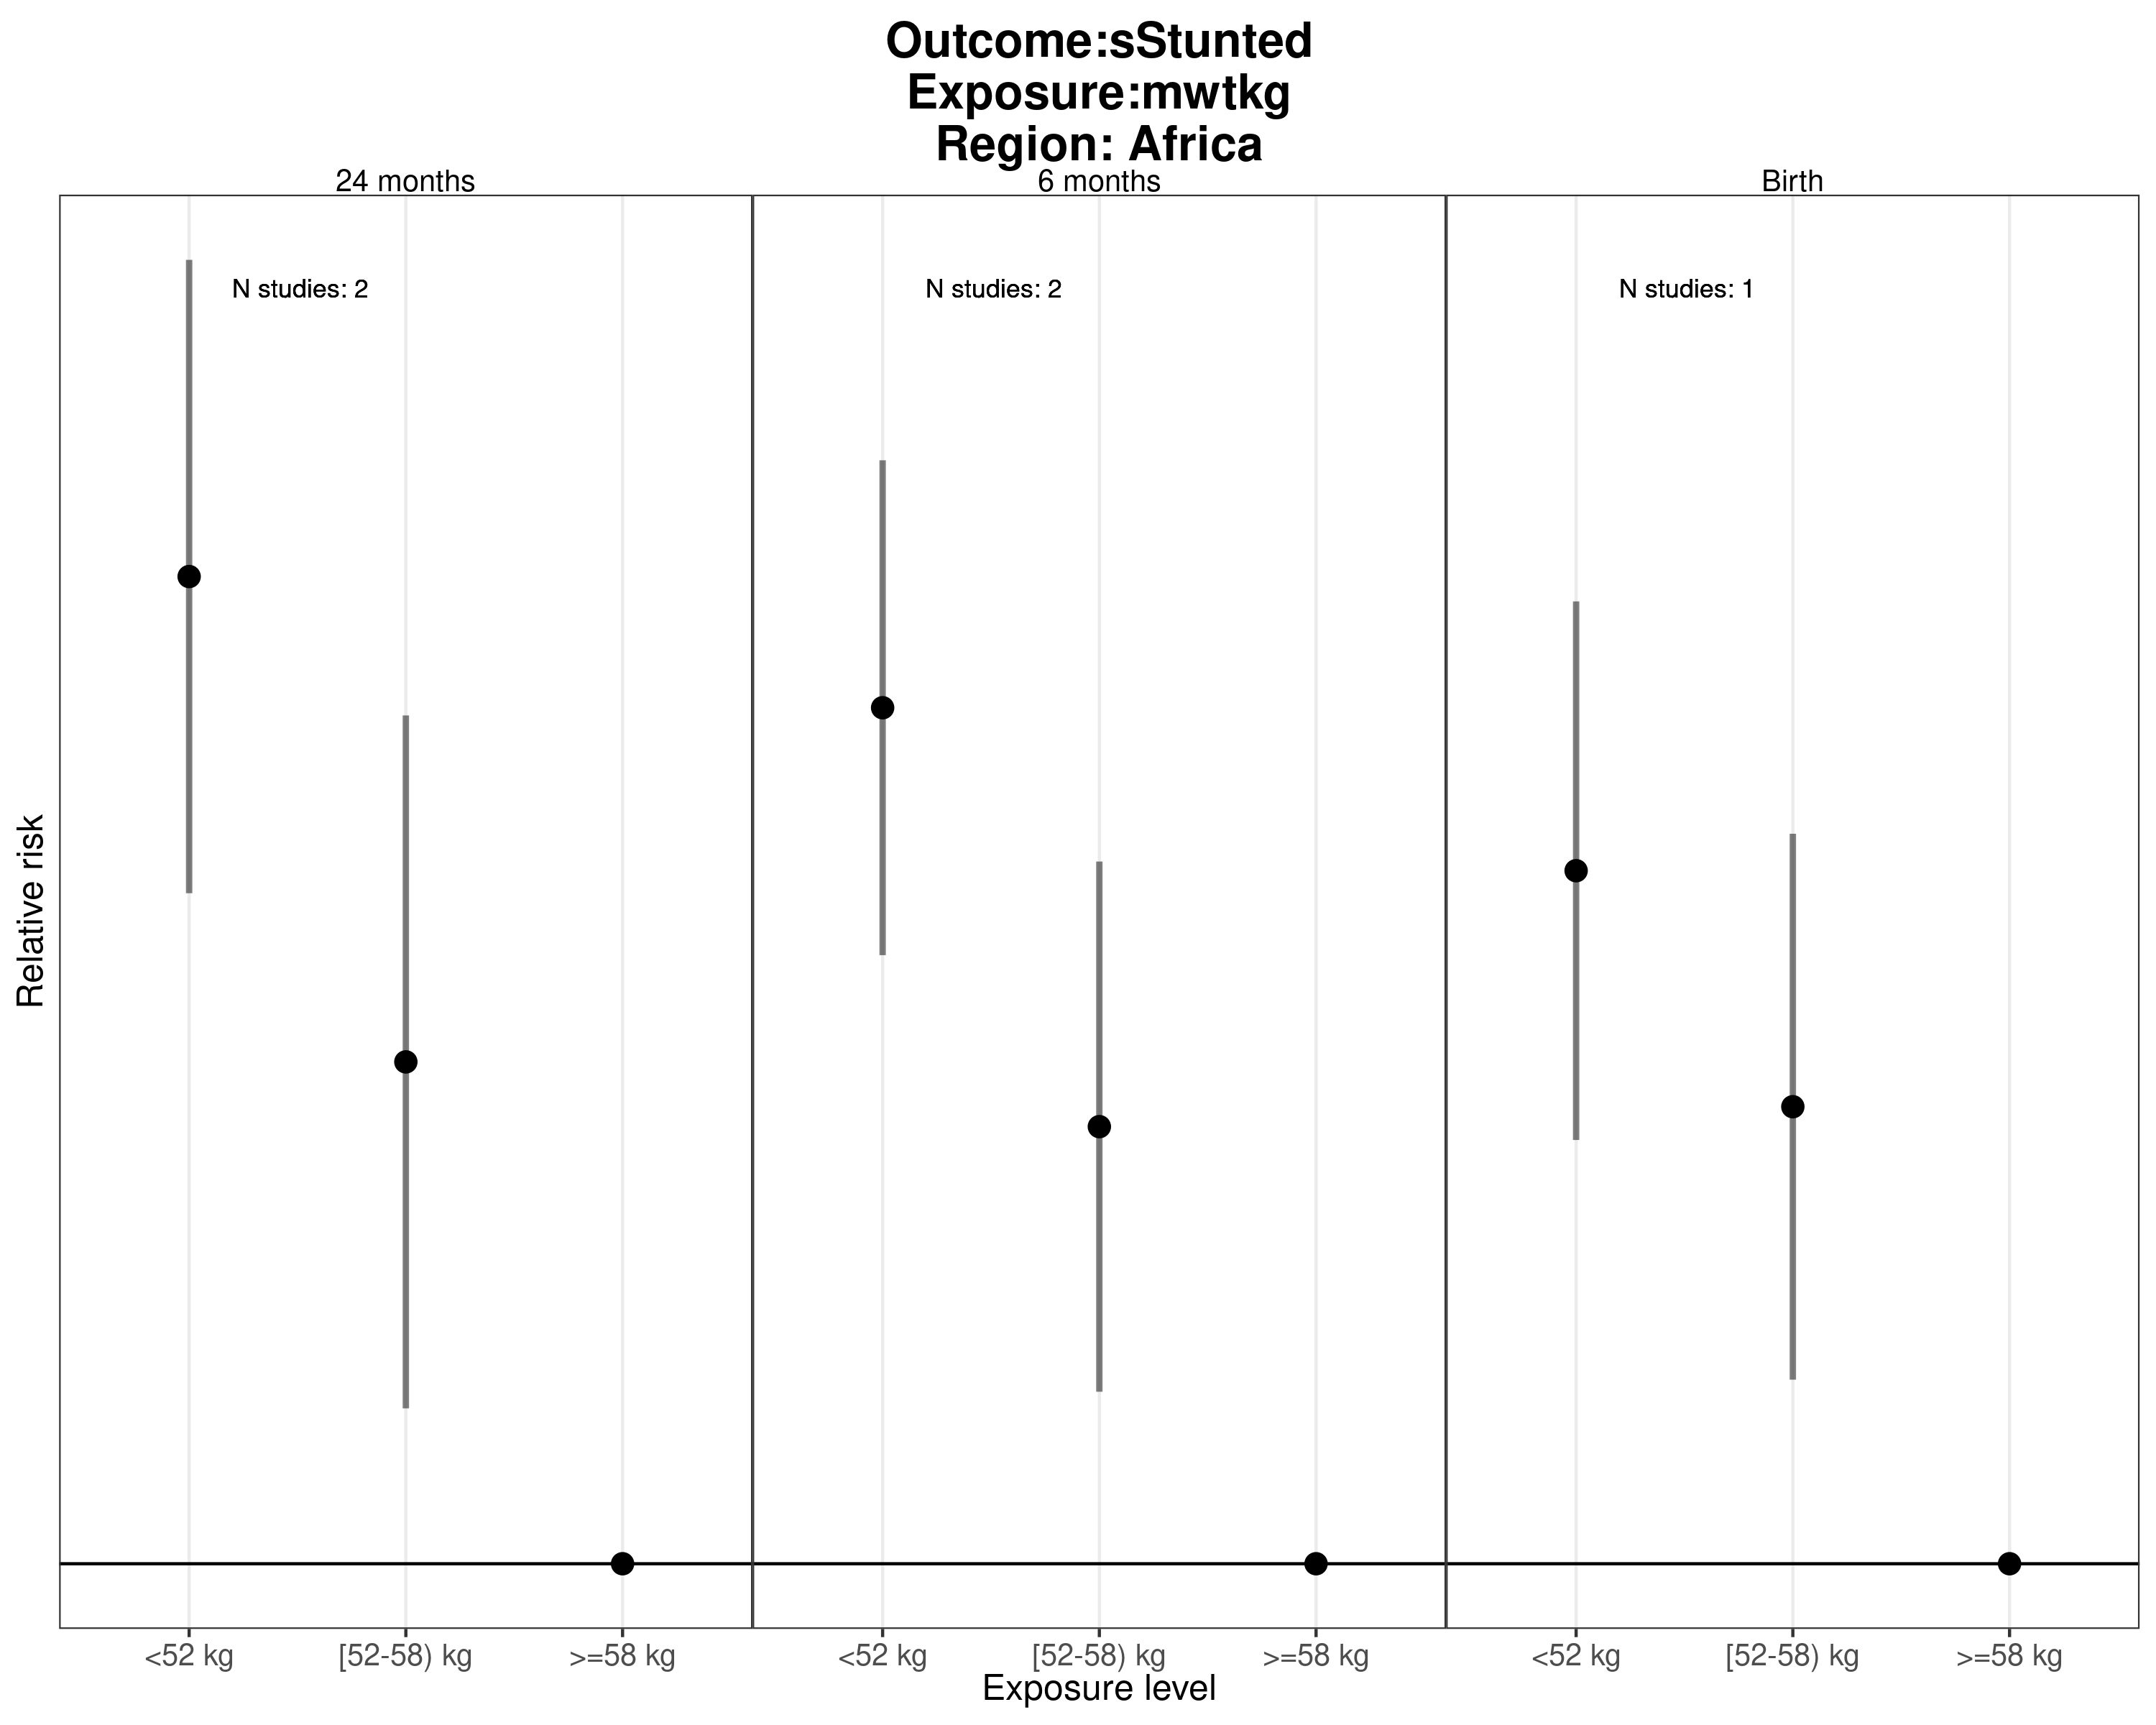 Outcome:sStunted
Exposure:mwtkg
Region: Africa
24 months
6 months
Birth
N studies: 2
N studies: 2
N studies: 1
Relative risk
<52 kg
[52-58) kg
>=58 kg
<52 kg
[52-58) kg
>=58 kg
<52 kg
[52-58) kg
>=58 kg
Exposure level